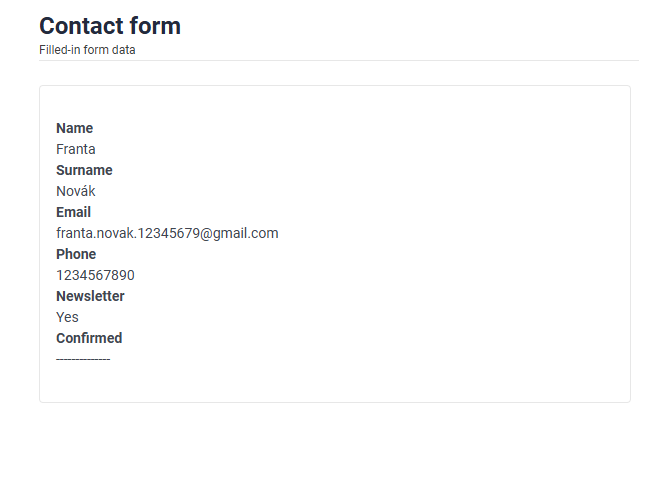 Contact form
Filled-in form data
Name
Franta
Surname
Novák
Email
franta.novak.12345679@gmail.com
Phone
1234567890
Newsletter
Yes
Confirmed
--------------